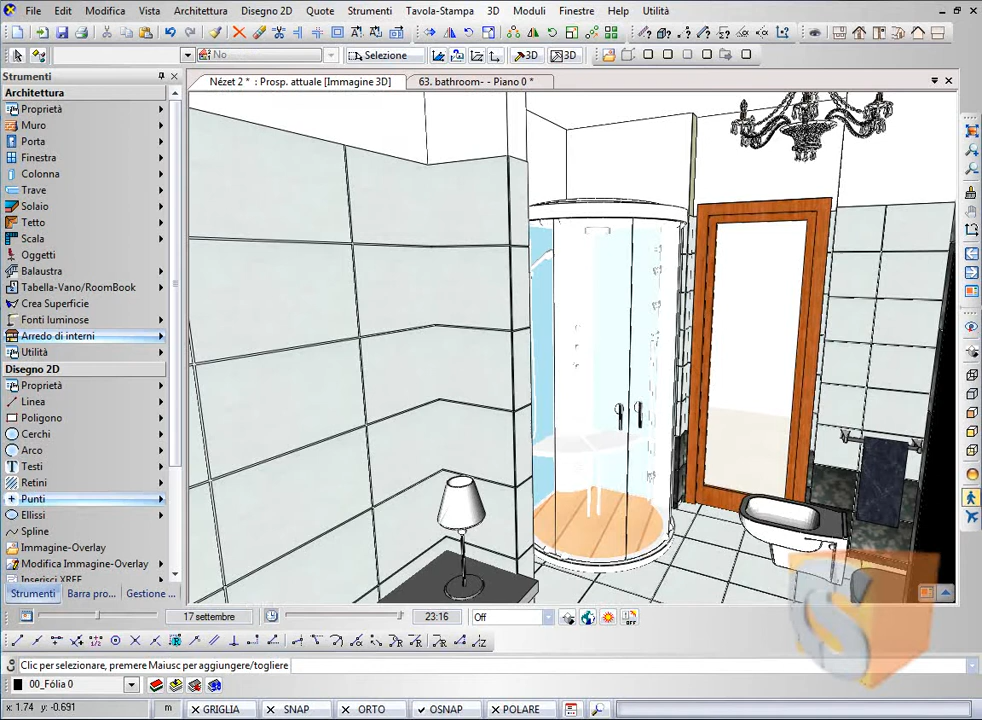 File Edit Modifica Vista Architettura Disegno 2D Quote Strumenti Tavola-Stampa 3D Moduli Finestre Help Utilità
No Selezione 3D 3D
Strumenti
Nézet 2 * : Prosp. attuale [Immagine 3D] 63. bathroom- - Piano 0 *
Architettura
Proprietà
Muro
Porta
Finestra
Colonna
Trave
Solaio
Tetto
Scala
Oggetti
Balaustra
Tabella-Vano/RoomBook
Crea Superficie
Fonti luminose
Arredo di interni
Utilità
Disegno 2D
Proprietà
Linea
Poligono
Cerchi
Arco
Testi
Retini
Punti
Ellissi
Spline
Immagine-Overlay
Modifica Immagine-Overlay
Inserisci XREF
Strumenti Barra pro... Gestione ...
17 settembre 23:16 Off
Clic per selezionare, premere Maiusc per aggiungere/togliere
00_Fólia 0
x: 1.74 y: -0.691 m GRIGLIA SNAP ORTO OSNAP POLARE